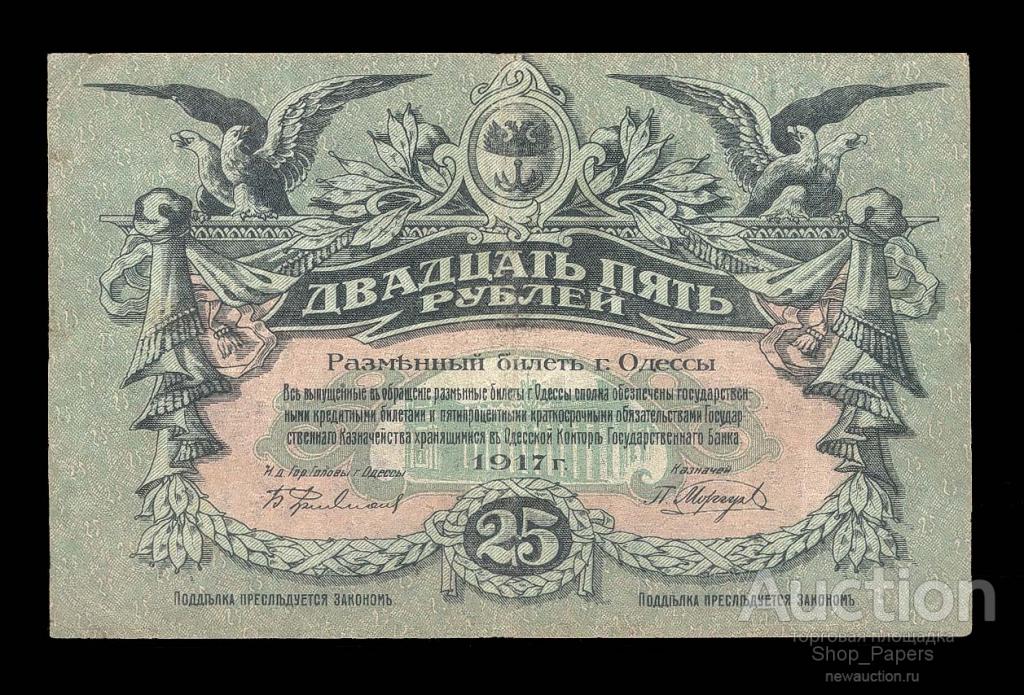 ДВАДЦАТЬ ПЯТЬ
РУБЛЕЙ
Размѣнный билетъ г. Одессы
Всѣ выпущенные въ обращенiе размѣнные билеты г. Одессы сполна обезпечены государствен-
ными кредитными билетами и пятипроцентными краткосрочными обязательствами Государ-
ственнаго Казначейства хранящимися въ Одесской Конторѣ Государственнаго Банка.
1917 г.
И. д. Гор. Головы г. Одессы
Казначей
25
Поддѣлка преслѣдуется закономъ
Поддѣлка преслѣдуется закономъ
Auction
торговая площадка
Shop_Papers
newauction.ru